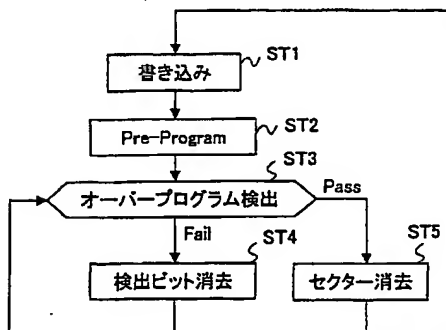 書き込み
ST1
Pre-Program
ST2
ST3
オーバープログラム検出
Pass
Fail
ST4
検出ビット消去
ST5
セクター消去